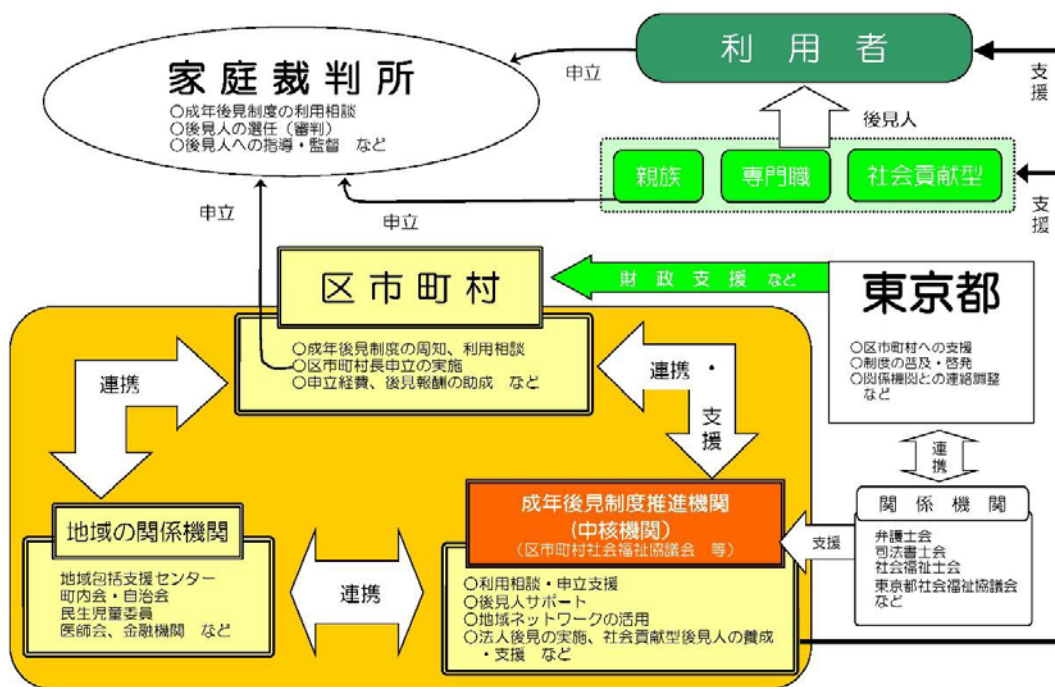 家庭裁判所
○成年後見制度の利用相談
○後見人の選任（審判）
○後見人への指導・監督 など
申立
利用者
支援
後見人
親族
専門職
社会貢献型
支援
申立
申立
区市町村
○成年後見制度の周知、利用相談
○区市町村長申立の実施
○申立経費、後見報酬の助成 など
財政支援 など
東京都
○区市町村への支援
○制度の普及・啓発
○関係機関との連絡調整
など
連携
連携・
支援
連携
関係機関
弁護士会
司法書士会
社会福祉士会
東京都社会福祉協議会
など
支援
地域の関係機関
地域包括支援センター
町内会・自治会
民生児童委員
医師会、金融機関 など
連携
成年後見制度推進機関
(中核機関)
（区市町村社会福祉協議会 等）
○利用相談・申立支援
○後見人サポート
○地域ネットワークの活用
○法人後見の実施、社会貢献型後見人の養成
・支援 など